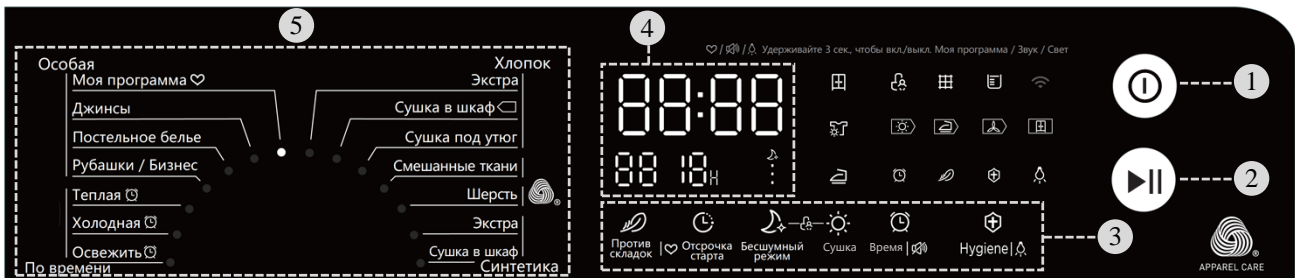 5
4
♡ / 🔇 / 💡 Удерживайте 3 сек., чтобы вкл./выкл. Моя программа / Звук / Свет
Особая
Моя программа ♡
Джинсы
Постельное белье
Рубашки / Бизнес
Теплая
Холодная
Освежить
По времени
Хлопок
Экстра
Сушка в шкаф
Сушка под утюг
Смешанные ткани
Шерсть
Экстра
Сушка в шкаф
Синтетика
88:88
88 18H
1
2
3
Против
складок
Отсрочка
старта
Бесшумный
режим
Сушка
Время
Hygiene
APPAREL CARE